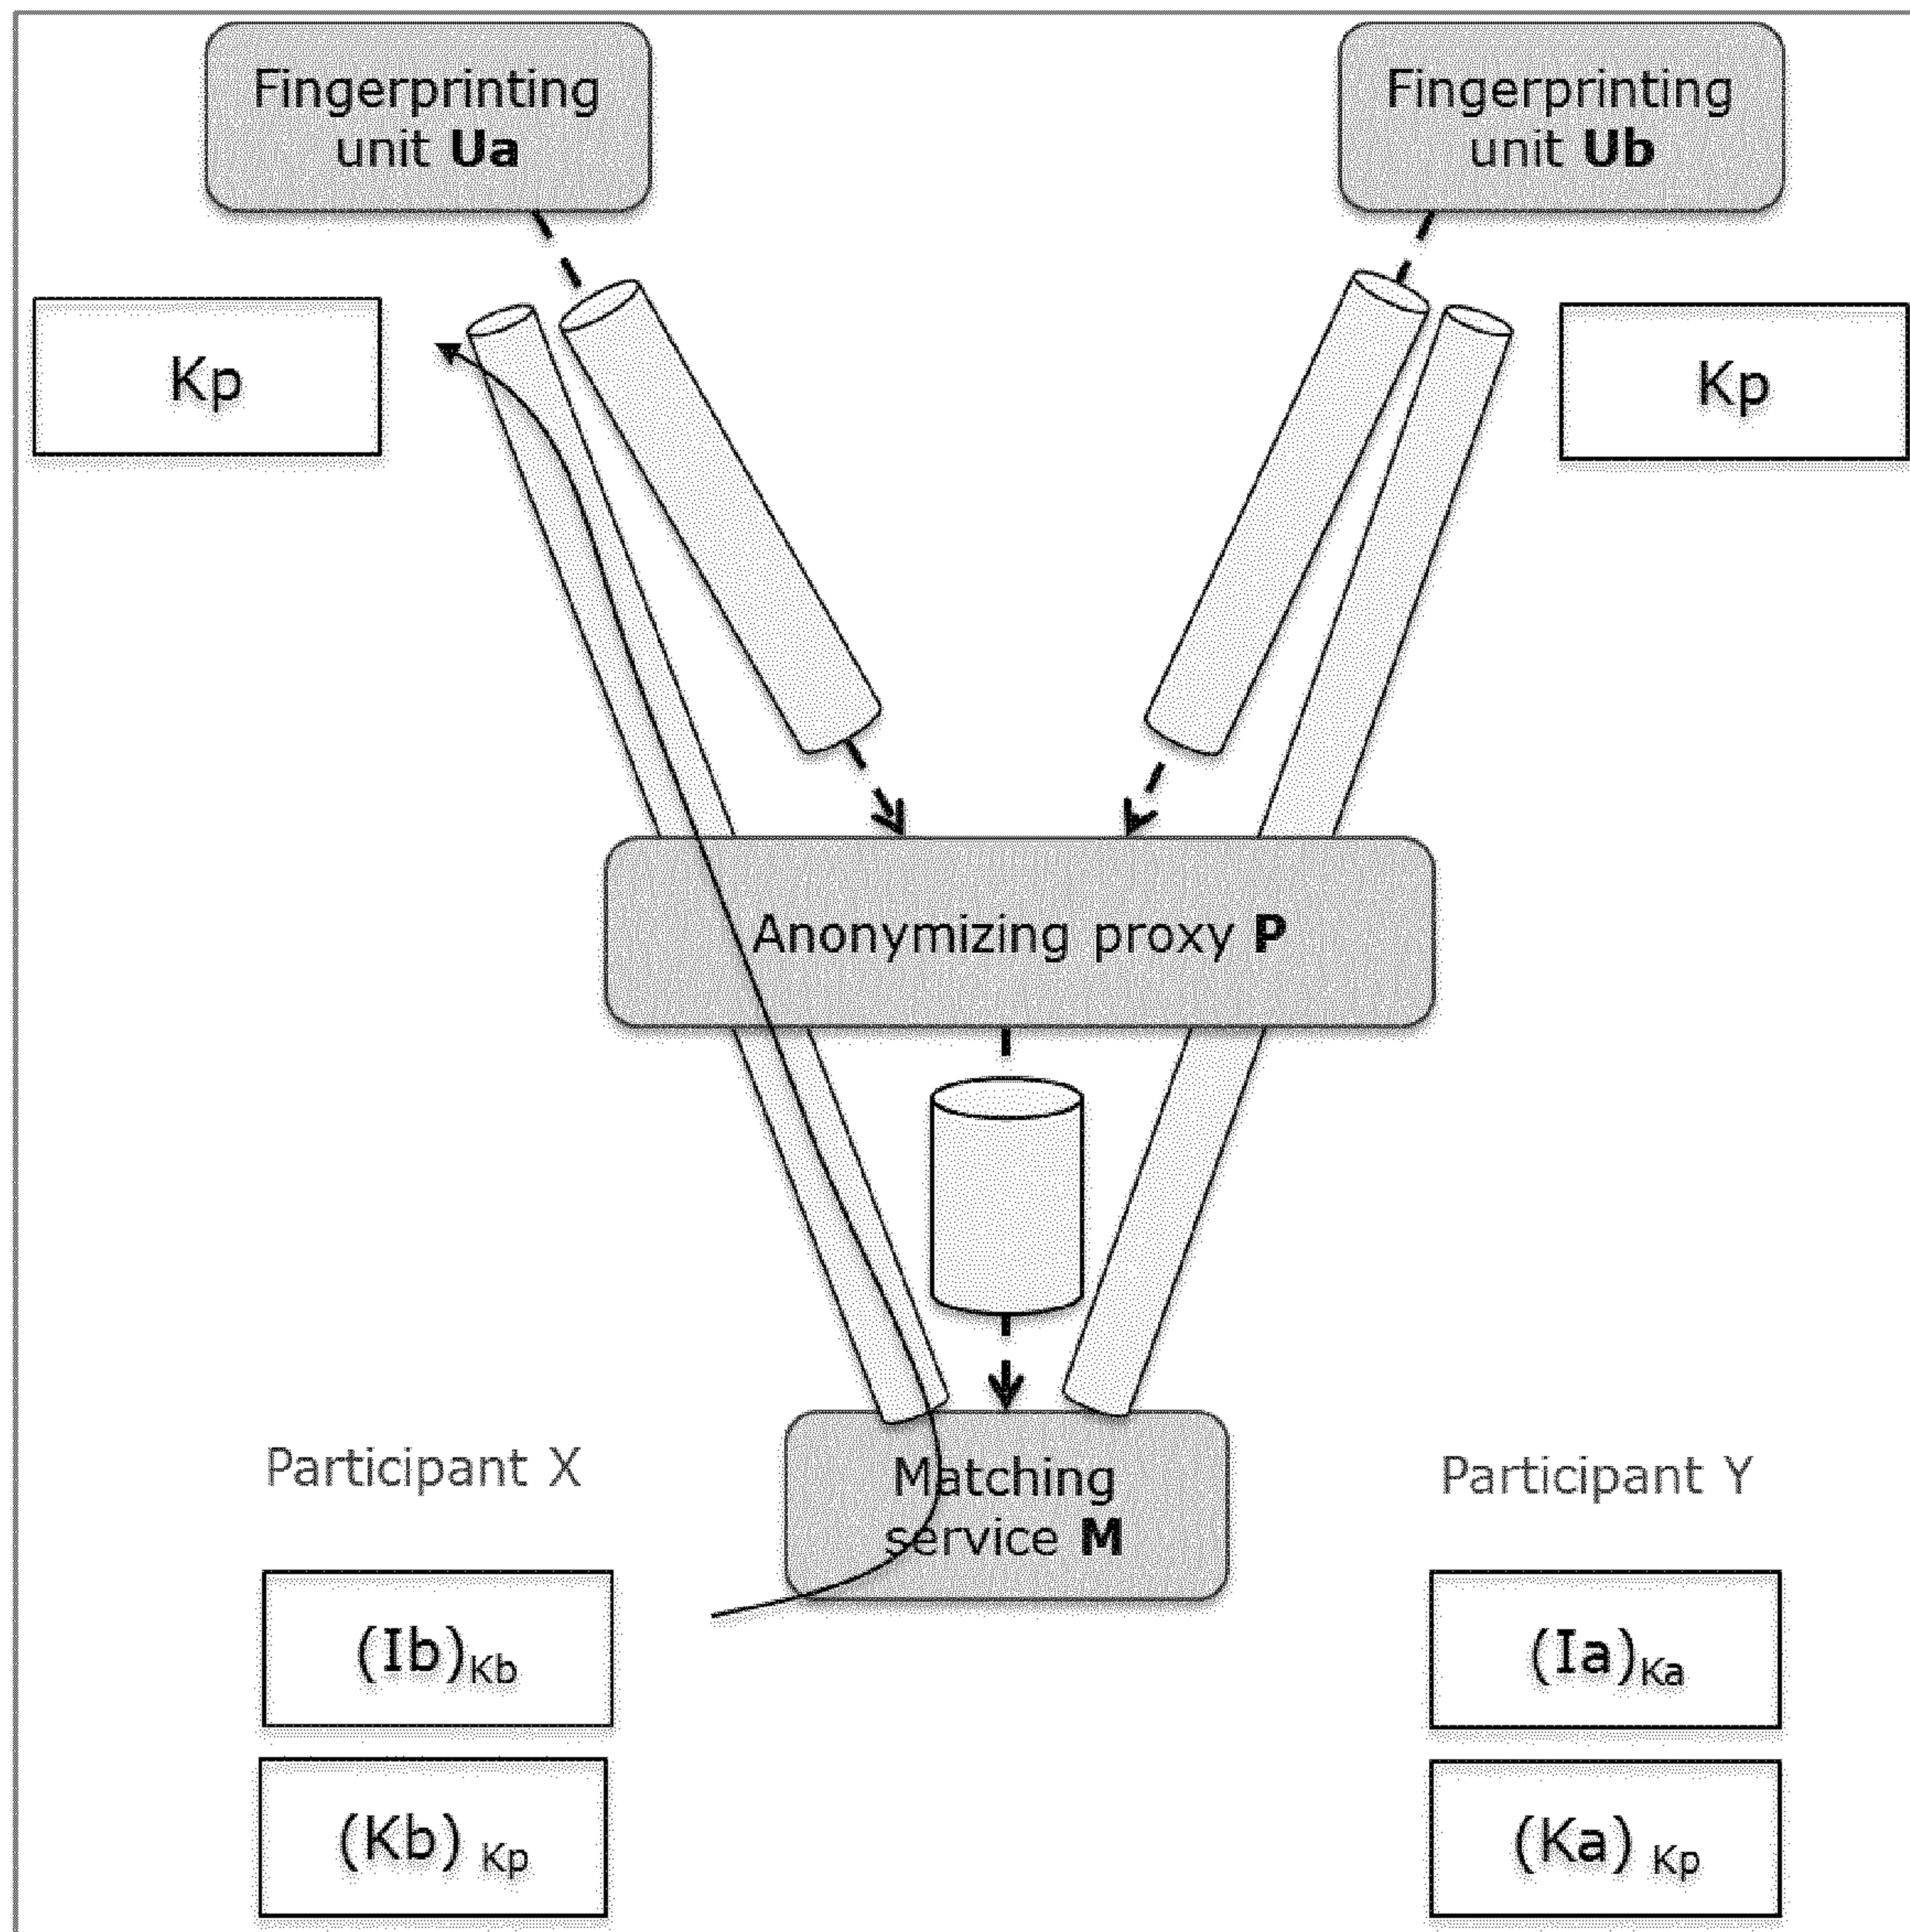 Fingerprinting
unit Ua
Fingerprinting
unit Ub
Kp
Kp
Anonymizing proxy P
Matching
service M
Participant X
Participant Y
(Ib)Kb
(Ia)Ka
(Kb) Kp
(Ka) Kp